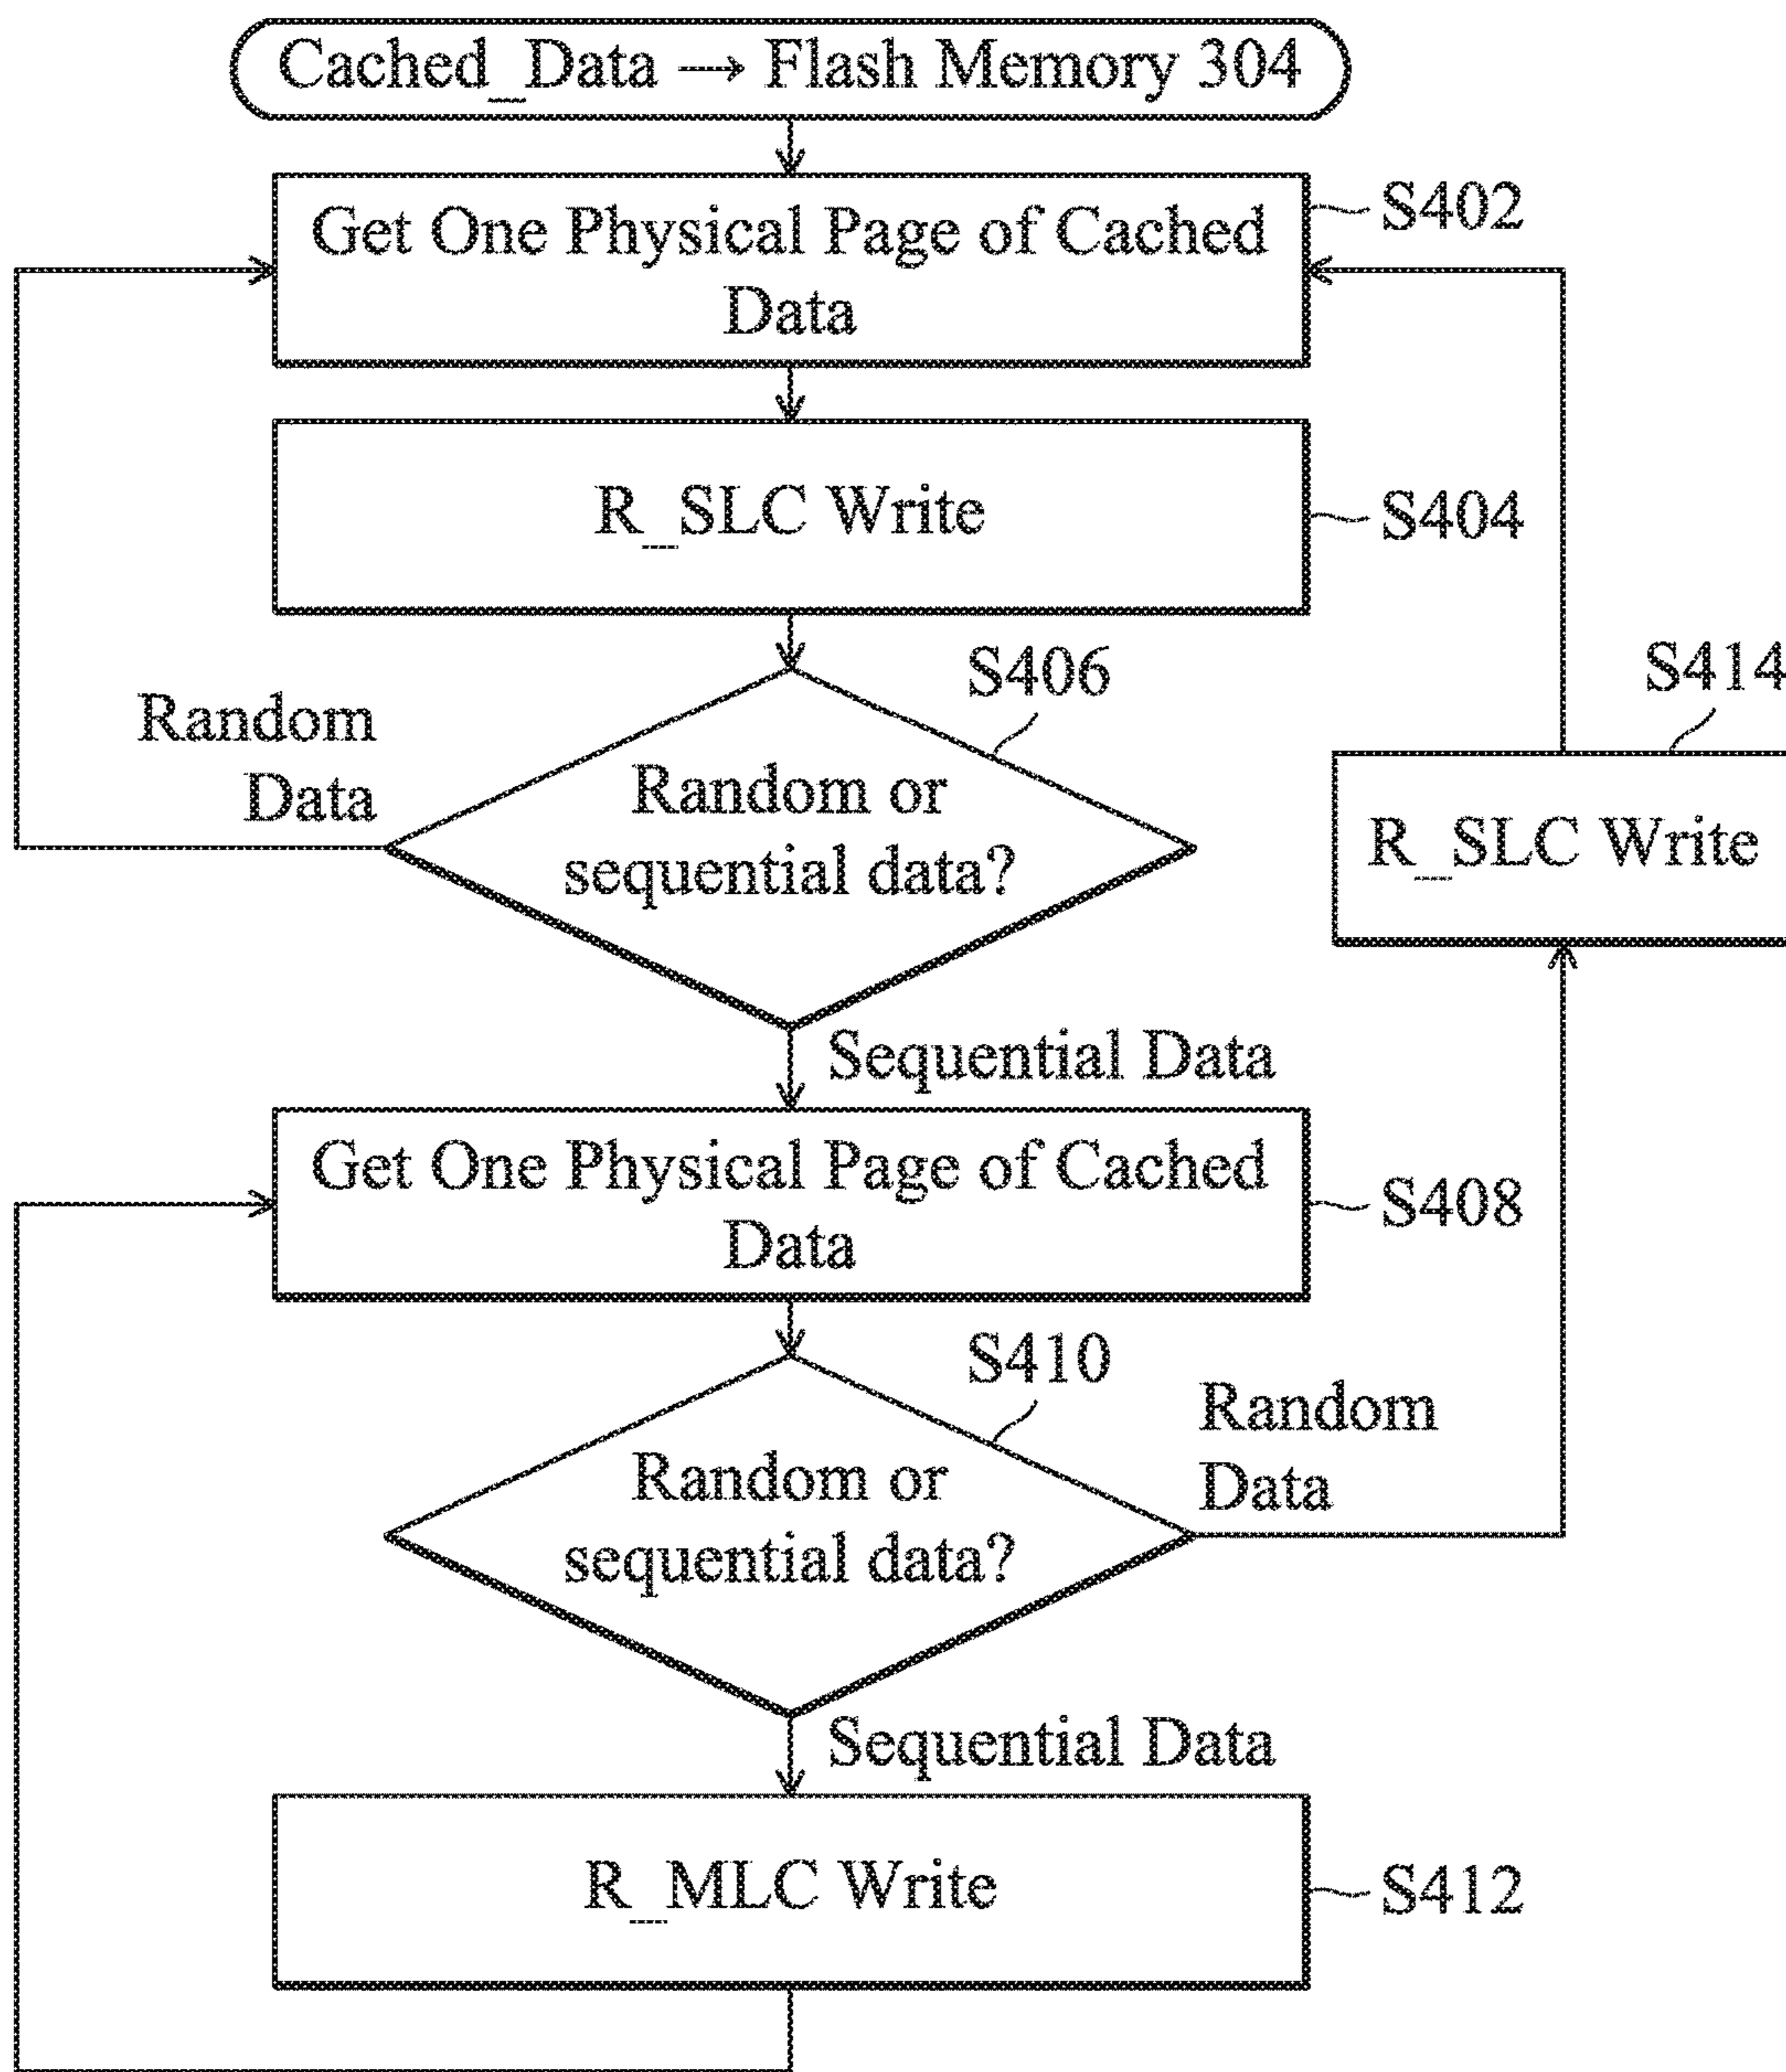 Cached_Data → Flash Memory 304
Get One Physical Page of Cached
Data
S402
R_SLC Write
S404
S406
Random or
sequential data?
Random
Data
S414
R_SLC Write
Sequential Data
Get One Physical Page of Cached
Data
S408
S410
Random or
sequential data?
Random
Data
Sequential Data
R_MLC Write
S412